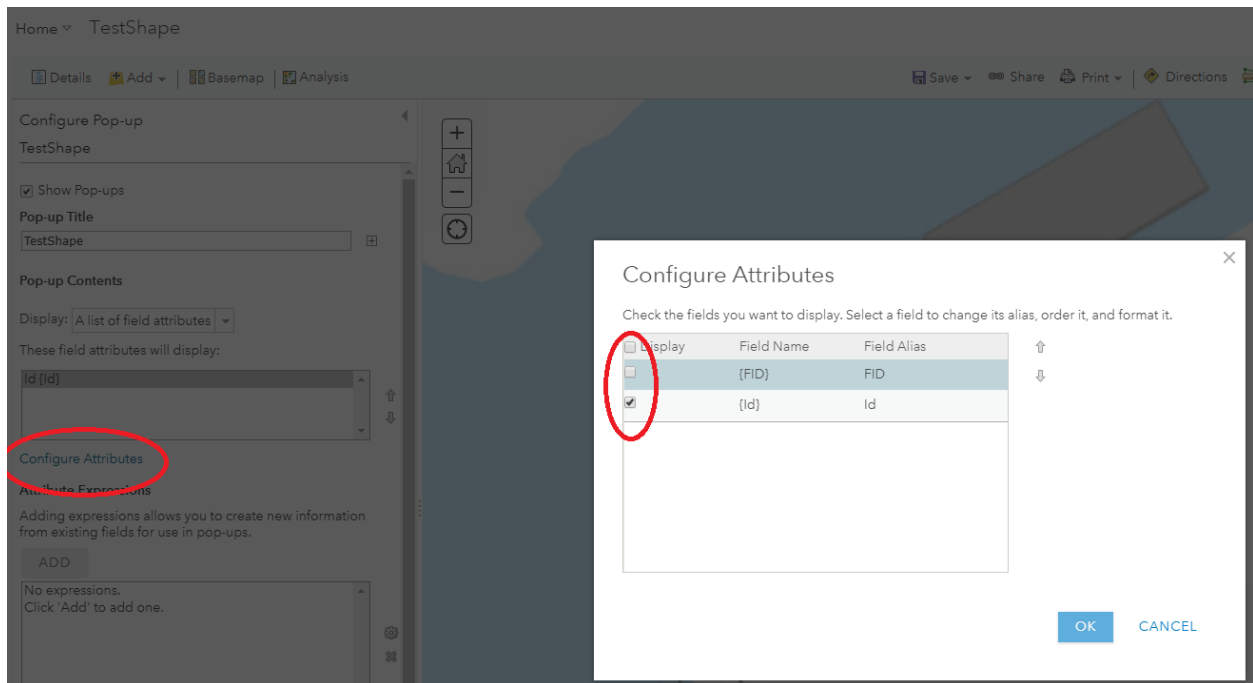 Home TestShape
Details Add Basemap Analysis Save Share Print Directions
Configure Pop-up
TestShape
Show Pop-ups
Pop-up Title
TestShape
Pop-up Contents
Display: A list of field attributes
These field attributes will display:
Id {Id}
Configure Attributes
Attribute Expressions
Adding expressions allows you to create new information
from existing fields for use in pop-ups.
ADD
No expressions.
Click 'Add' to add one.
Configure Attributes
Check the fields you want to display. Select a field to change its alias, order it, and format it.
Display Field Name Field Alias
{FID} FID
{Id} Id
OK CANCEL